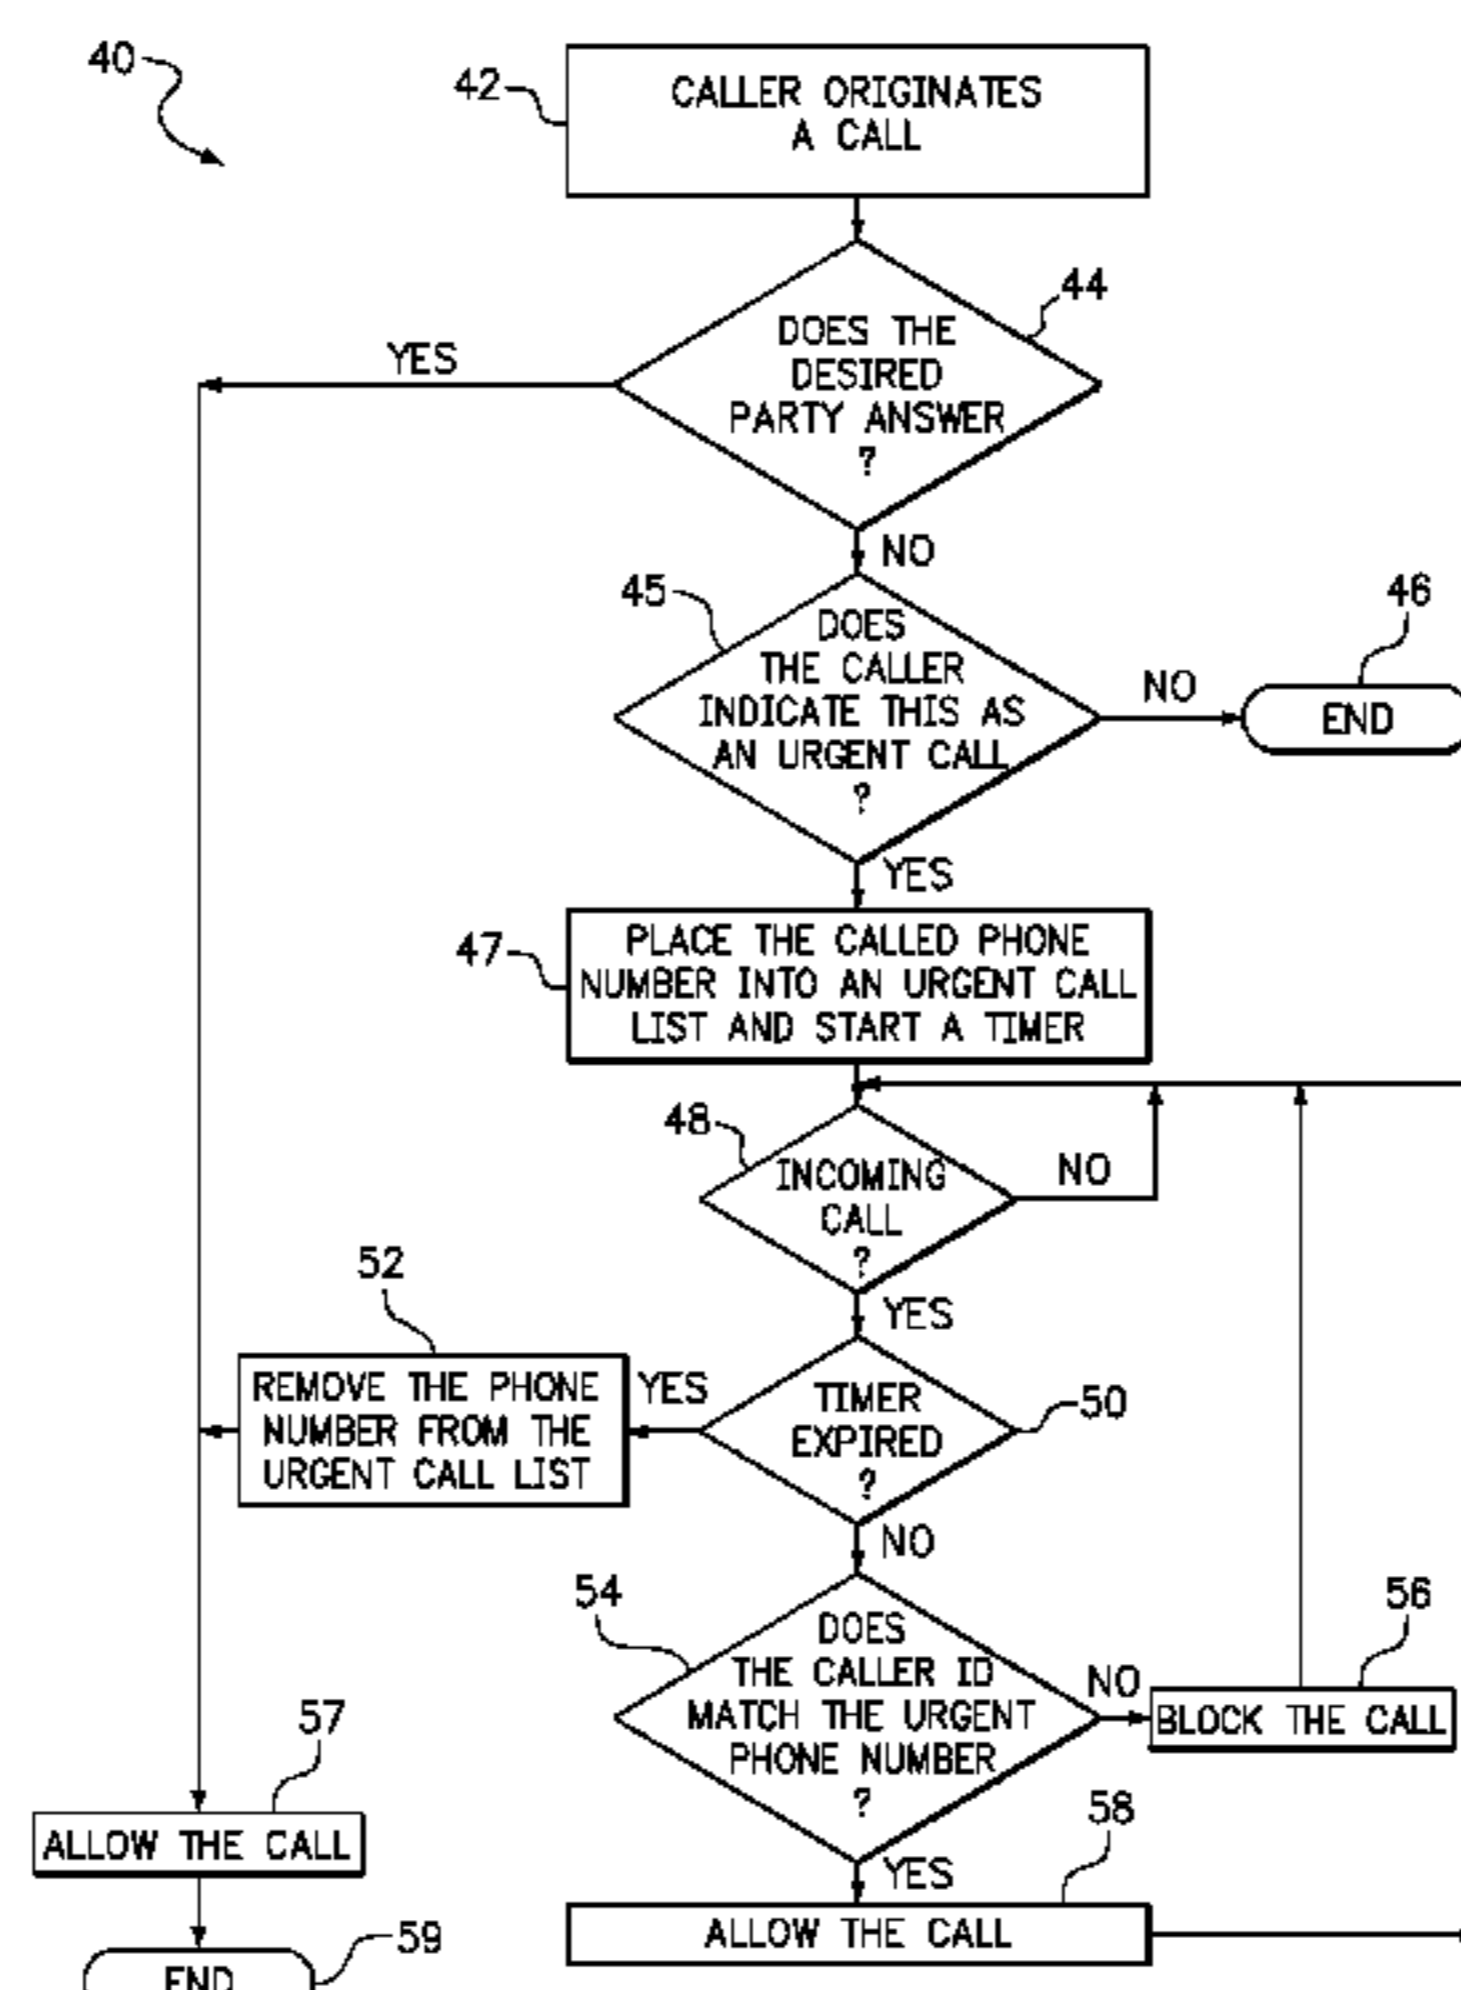 40
42
CALLER ORIGINATES
A CALL
44
DOES THE
DESIRED
PARTY ANSWER
?
YES
NO
45
DOES
THE CALLER
INDICATE THIS AS
AN URGENT CALL
?
NO
46
END
YES
47
PLACE THE CALLED PHONE
NUMBER INTO AN URGENT CALL
LIST AND START A TIMER
48
INCOMING
CALL
?
NO
YES
52
REMOVE THE PHONE
NUMBER FROM THE
URGENT CALL LIST
YES
TIMER
EXPIRED
?
50
NO
54
DOES
THE CALLER ID
MATCH THE URGENT
PHONE NUMBER
?
NO
56
BLOCK THE CALL
57
ALLOW THE CALL
YES
58
ALLOW THE CALL
59
END